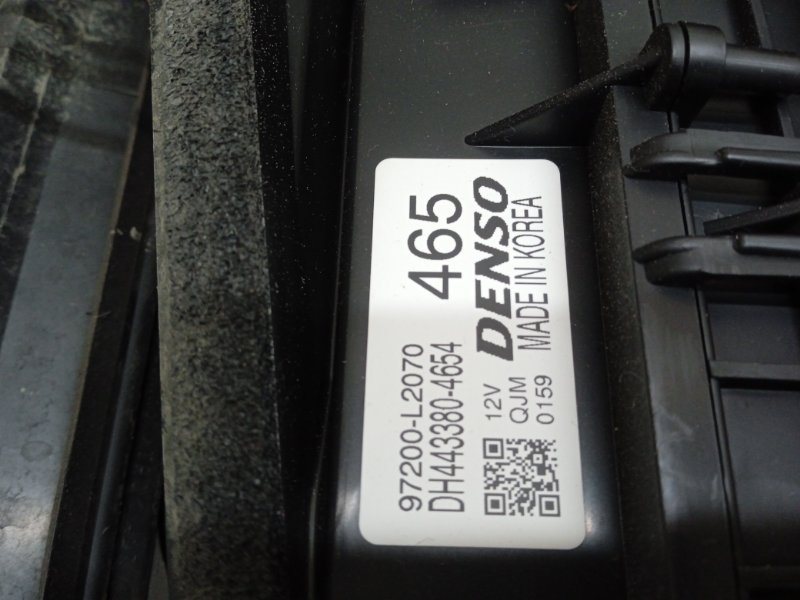 97200-L2070 465
DH443380-4654
12V
QJM
0159
DENSO
MADE IN KOREA